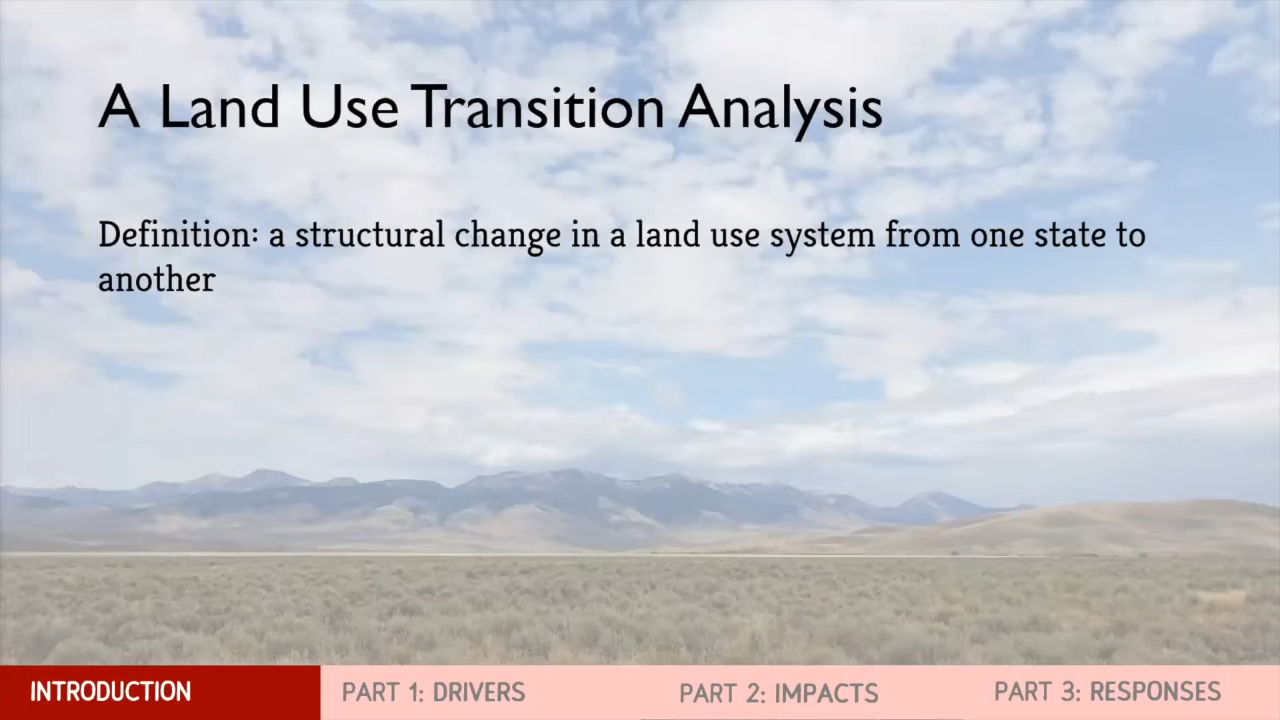 A Land Use Transition Analysis
Definition: a structural change in a land use system from one state to
another
INTRODUCTION
PART 1: DRIVERS
PART 2: IMPACTS
PART 3: RESPONSES